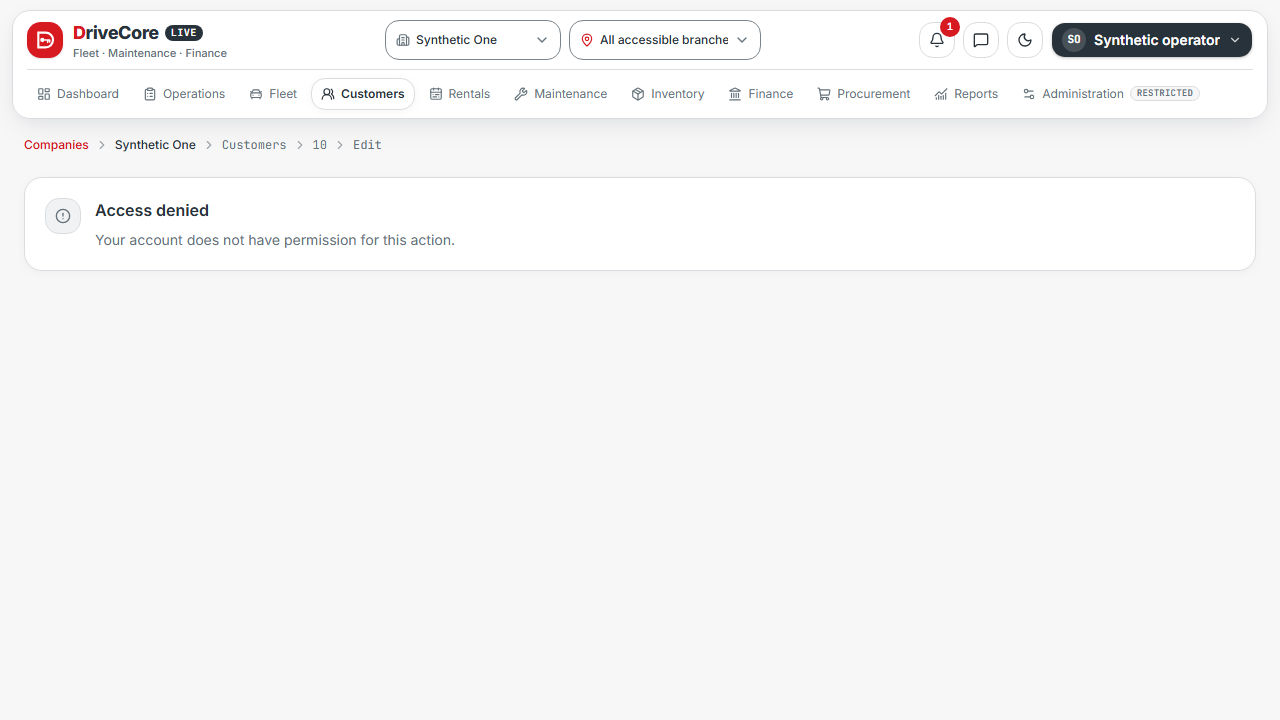 DriveCore LIVE
Fleet · Maintenance · Finance
Synthetic One
All accessible branche
1
SO Synthetic operator
Dashboard
Operations
Fleet
Customers
Rentals
Maintenance
Inventory
Finance
Procurement
Reports
Administration RESTRICTED
Companies > Synthetic One > Customers > 10 > Edit
Access denied
Your account does not have permission for this action.